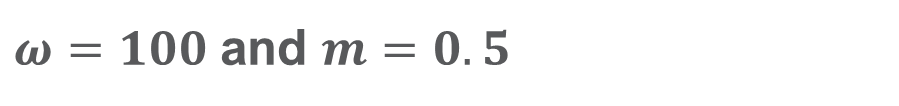 ω = 100 and m = 0.5